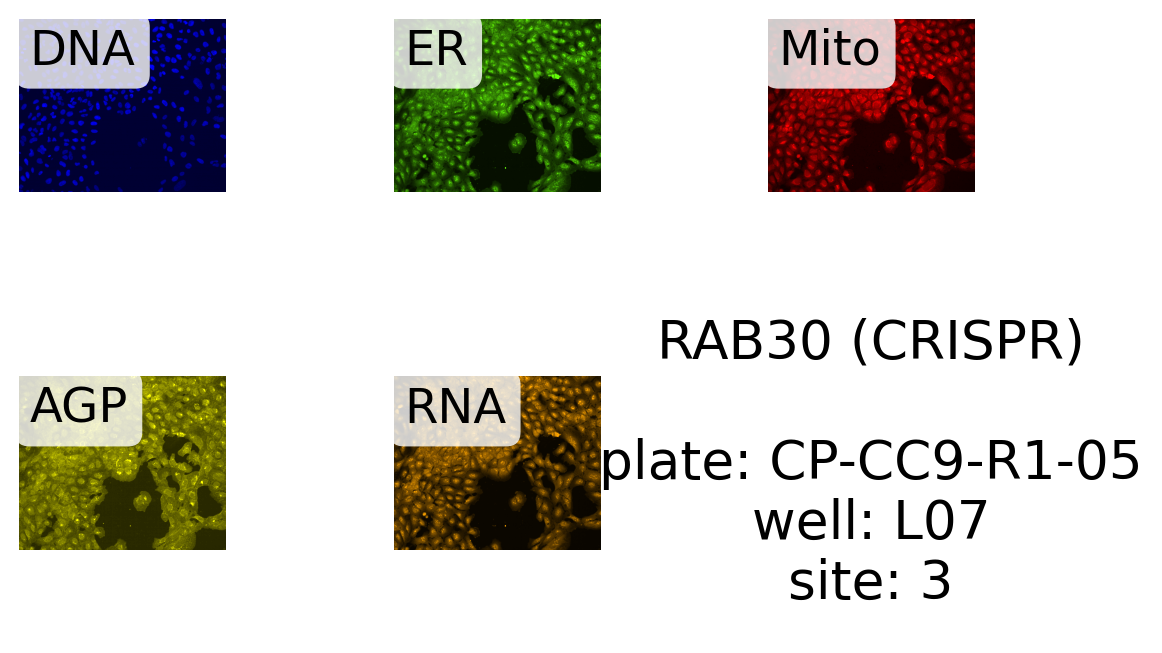 DNA
ER
Mito
AGP
RNA
RAB30 (CRISPR)
plate: CP-CC9-R1-05
well: L07
site: 3